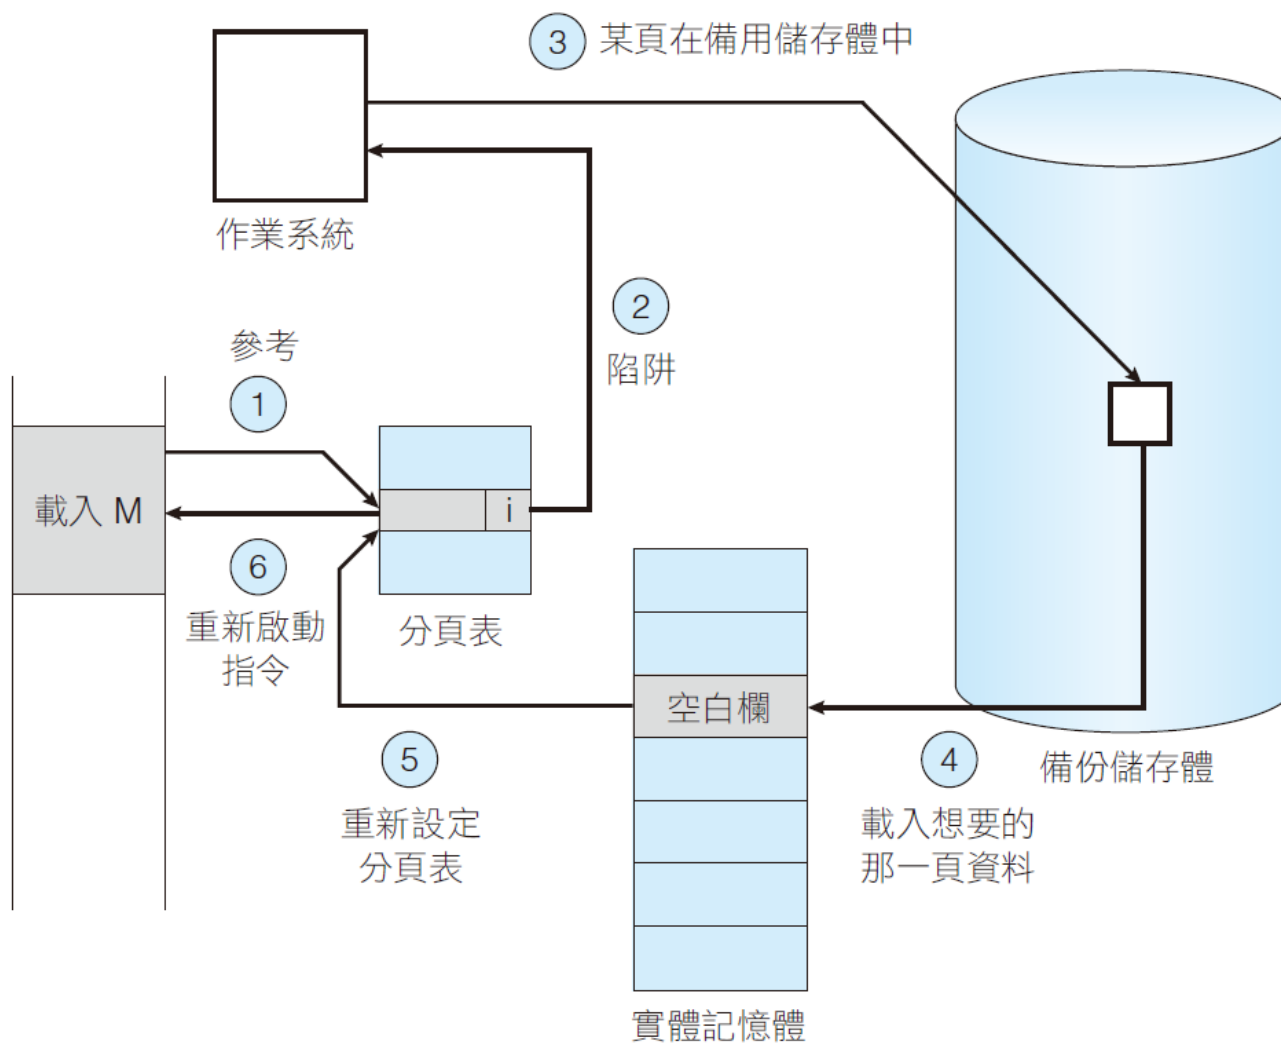 3 某頁在備用儲存體中
作業系統
2
陷阱
參考
1
載入 M
i
6
重新啟動
指令
分頁表
空白欄
5
重新設定
分頁表
4
載入想要的
那一頁資料
備份儲存體
實體記憶體